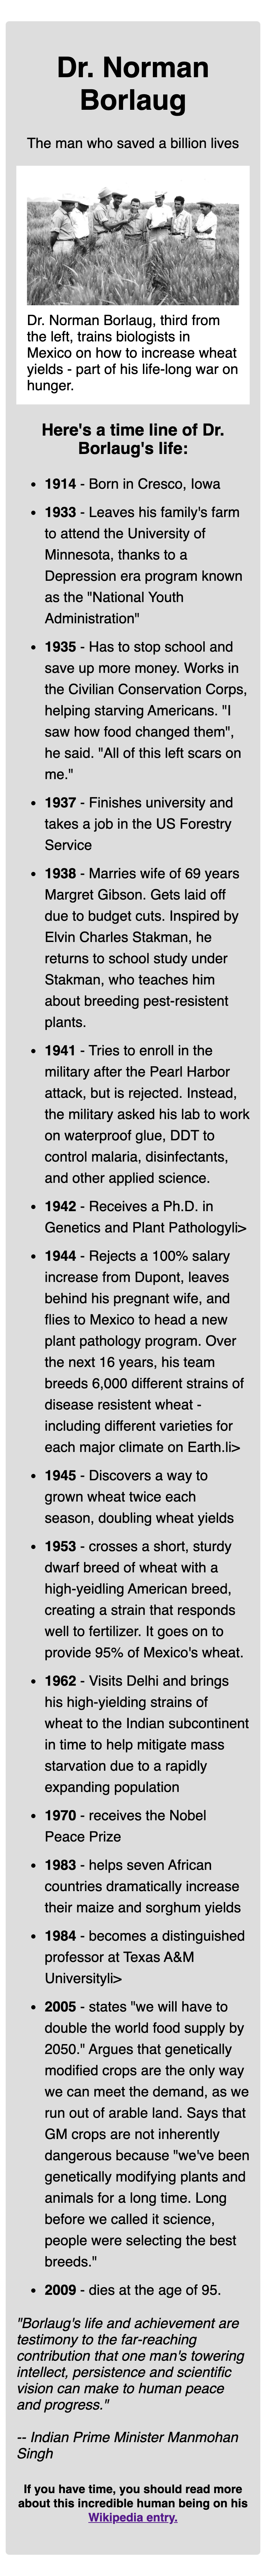 Dr. Norman
Borlaug
The man who saved a billion lives
Dr. Norman Borlaug, third from
the left, trains biologists in
Mexico on how to increase wheat
yields - part of his life-long war on
hunger.
Here's a time line of Dr.
Borlaug's life:
• 1914 - Born in Cresco, Iowa
• 1933 - Leaves his family's farm
to attend the University of
Minnesota, thanks to a
Depression era program known
as the "National Youth
Administration"
• 1935 - Has to stop school and
save up more money. Works in
the Civilian Conservation Corps,
helping starving Americans. "I
saw how food changed them",
he said. "All of this left scars on
me."
• 1937 - Finishes university and
takes a job in the US Forestry
Service
• 1938 - Marries wife of 69 years
Margret Gibson. Gets laid off
due to budget cuts. Inspired by
Elvin Charles Stakman, he
returns to school study under
Stakman, who teaches him
about breeding pest-resistent
plants.
• 1941 - Tries to enroll in the
military after the Pearl Harbor
attack, but is rejected. Instead,
the military asked his lab to work
on waterproof glue, DDT to
control malaria, disinfectants,
and other applied science.
• 1942 - Receives a Ph.D. in
Genetics and Plant Pathologyli>
• 1944 - Rejects a 100% salary
increase from Dupont, leaves
behind his pregnant wife, and
flies to Mexico to head a new
plant pathology program. Over
the next 16 years, his team
breeds 6,000 different strains of
disease resistent wheat -
including different varieties for
each major climate on Earth.li>
• 1945 - Discovers a way to
grown wheat twice each
season, doubling wheat yields
• 1953 - crosses a short, sturdy
dwarf breed of wheat with a
high-yeidling American breed,
creating a strain that responds
well to fertilizer. It goes on to
provide 95% of Mexico's wheat.
• 1962 - Visits Delhi and brings
his high-yielding strains of
wheat to the Indian subcontinent
in time to help mitigate mass
starvation due to a rapidly
expanding population
• 1970 - receives the Nobel
Peace Prize
• 1983 - helps seven African
countries dramatically increase
their maize and sorghum yields
• 1984 - becomes a distinguished
professor at Texas A&M
Universityli>
• 2005 - states "we will have to
double the world food supply by
2050." Argues that genetically
modified crops are the only way
we can meet the demand, as we
run out of arable land. Says that
GM crops are not inherently
dangerous because "we've been
genetically modifying plants and
animals for a long time. Long
before we called it science,
people were selecting the best
breeds."
• 2009 - dies at the age of 95.
"Borlaug's life and achievement are
testimony to the far-reaching
contribution that one man's towering
intellect, persistence and scientific
vision can make to human peace
and progress."
-- Indian Prime Minister Manmohan
Singh
If you have time, you should read more
about this incredible human being on his
Wikipedia entry.